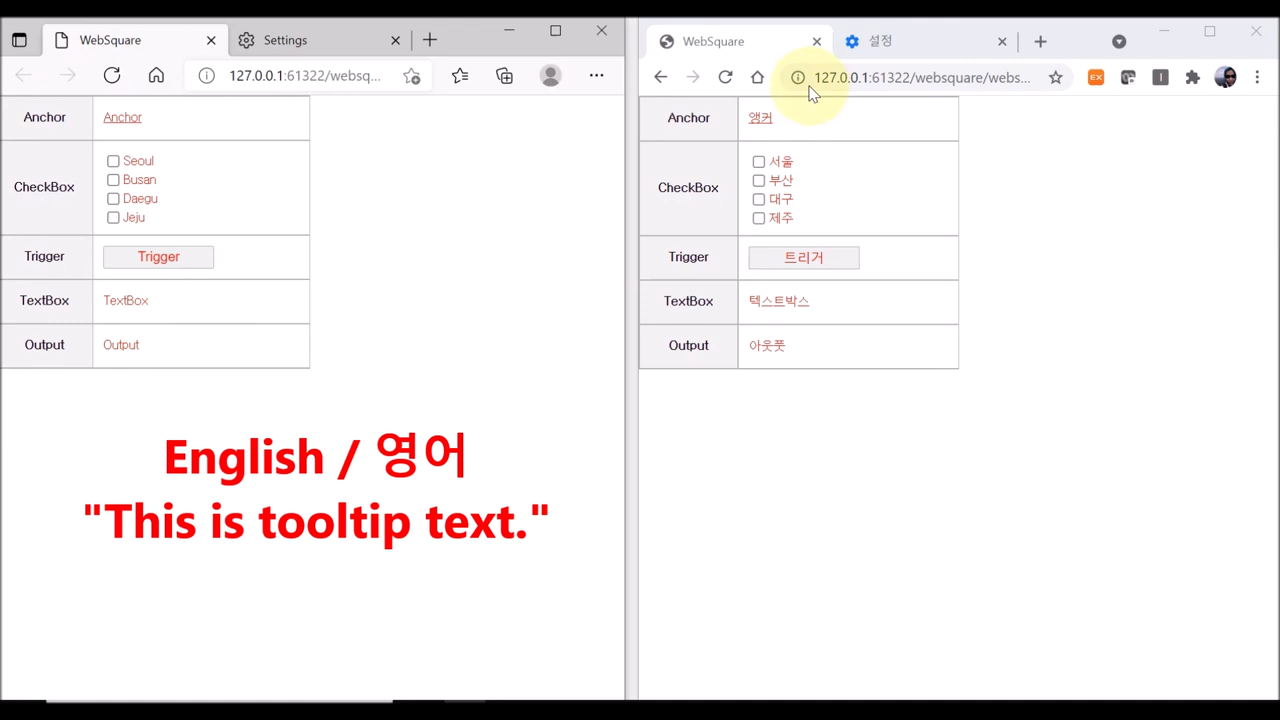 WebSquare
Settings
127.0.0.1:61322/websq...
Anchor Anchor
CheckBox
Seoul
Busan
Daegu
Jeju
Trigger Trigger
TextBox TextBox
Output Output
English / 영어
"This is tooltip text."
WebSquare
설정
127.0.0.1:61322/websquare/webs...
EX
Anchor 앵커
CheckBox
서울
부산
대구
제주
Trigger 트리거
TextBox 텍스트박스
Output 아웃풋